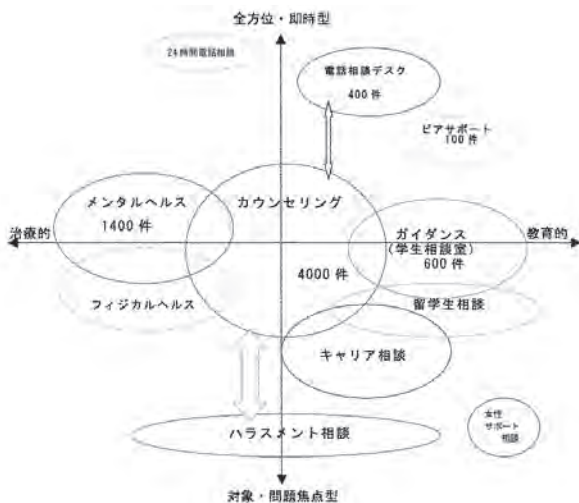 全方位・即時型
24時間電話相談
電話相談デスク
400件
ピアサポート
100件
メンタルヘルス
1400件
カウンセリング
治療的
ガイダンス
(学生相談室)
600件
教育的
4000件
フィジカルヘルス
留学生相談
キャリア相談
ハラスメント相談
女性
サポート
相談
対象・問題焦点型